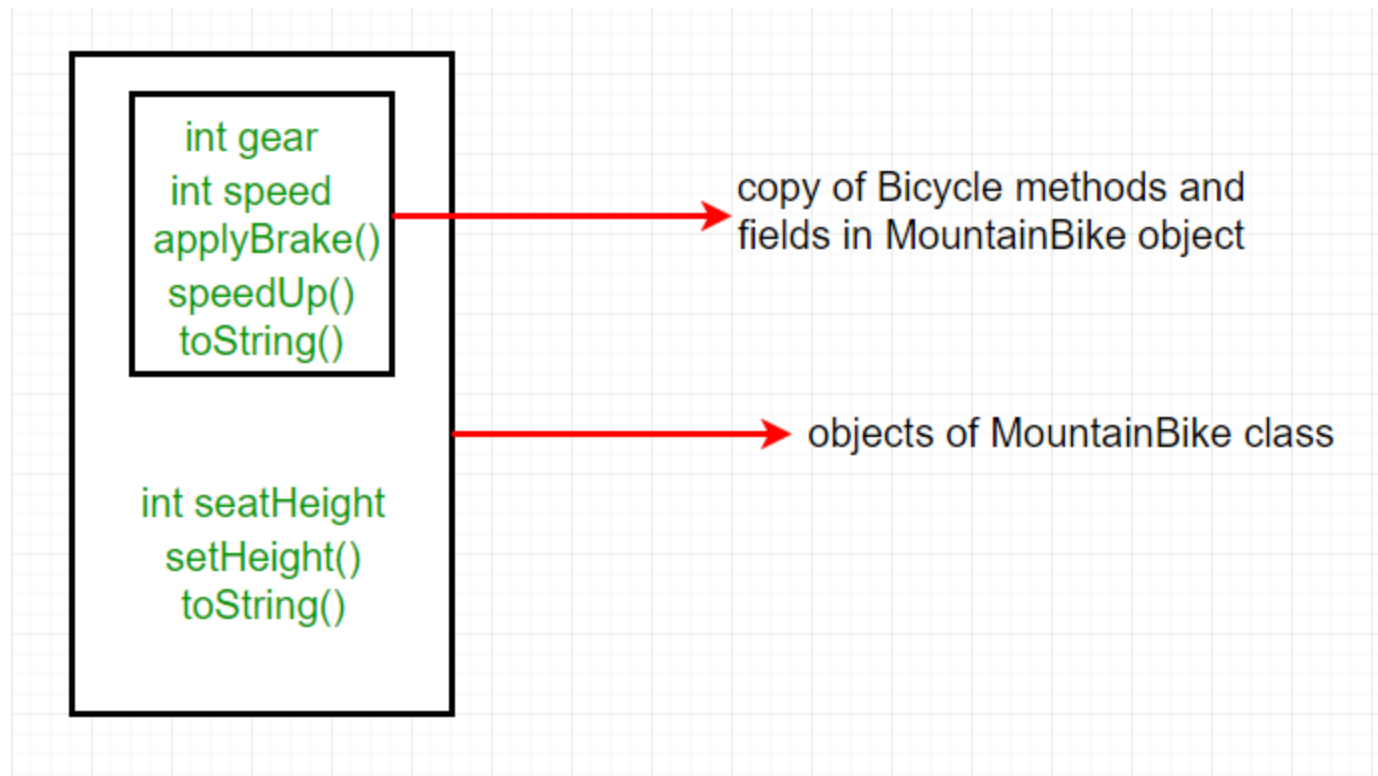 int gear
int speed
applyBrake()
speedUp()
toString()
copy of Bicycle methods and
fields in MountainBike object
objects of MountainBike class
int seatHeight
setHeight()
toString()